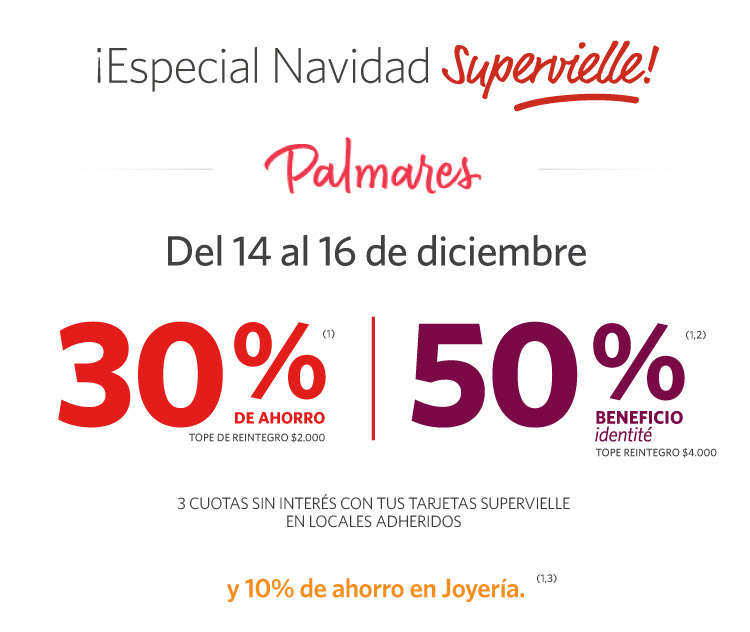 ¡Especial Navidad Supervielle!
Palmares
Del 14 al 16 de diciembre
30%(1)
DE AHORRO
TOPE DE REINTEGRO $2.000
50%(1,2)
BENEFICIO
identité
TOPE REINTEGRO $4.000
3 CUOTAS SIN INTERÉS CON TUS TARJETAS SUPERVIELLE
EN LOCALES ADHERIDOS
y 10% de ahorro en Joyería. (1,3)